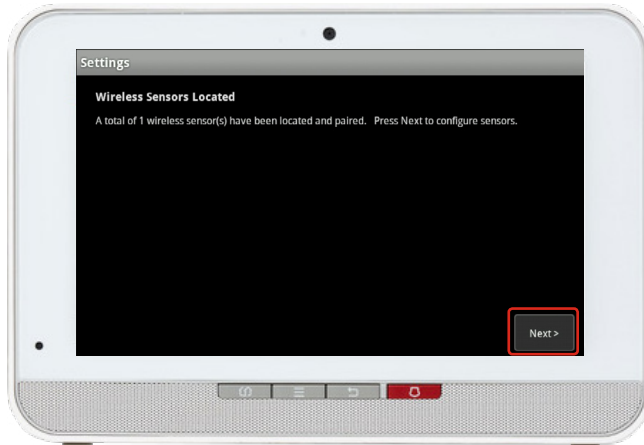 Settings
Wireless Sensors Located
A total of 1 wireless sensor(s) have been located and paired. Press Next to configure sensors.
Next >